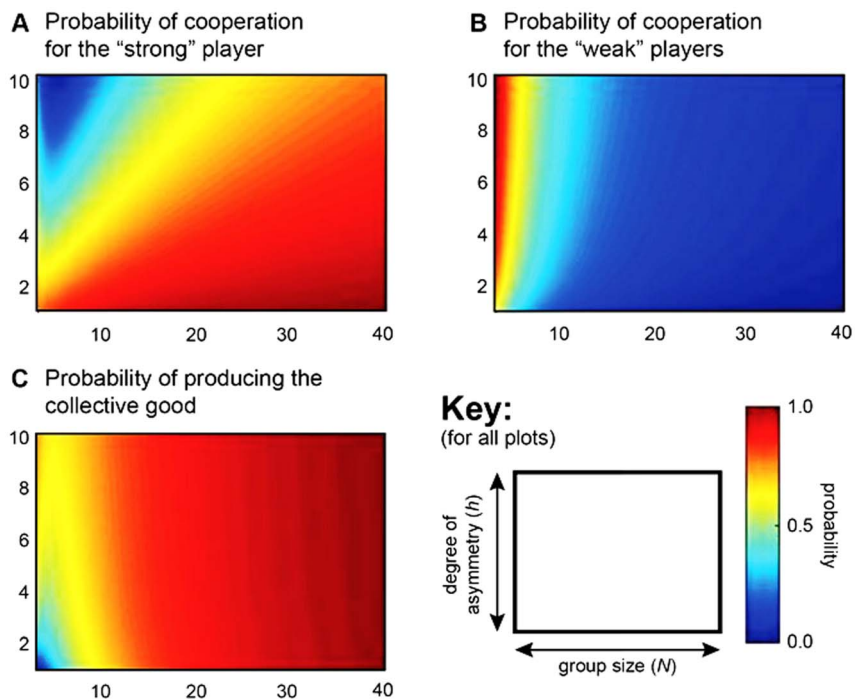 A Probability of cooperation
for the “strong” player
10
8
6
4
2
10 20 30 40
B Probability of cooperation
for the “weak” players
10
8
6
4
2
10 20 30 40
C Probability of producing the
collective good
10
8
6
4
2
10 20 30 40
Key:
(for all plots)
degree of
asymmetry (h)
group size (N)
1.0
0.5
0.0
probability